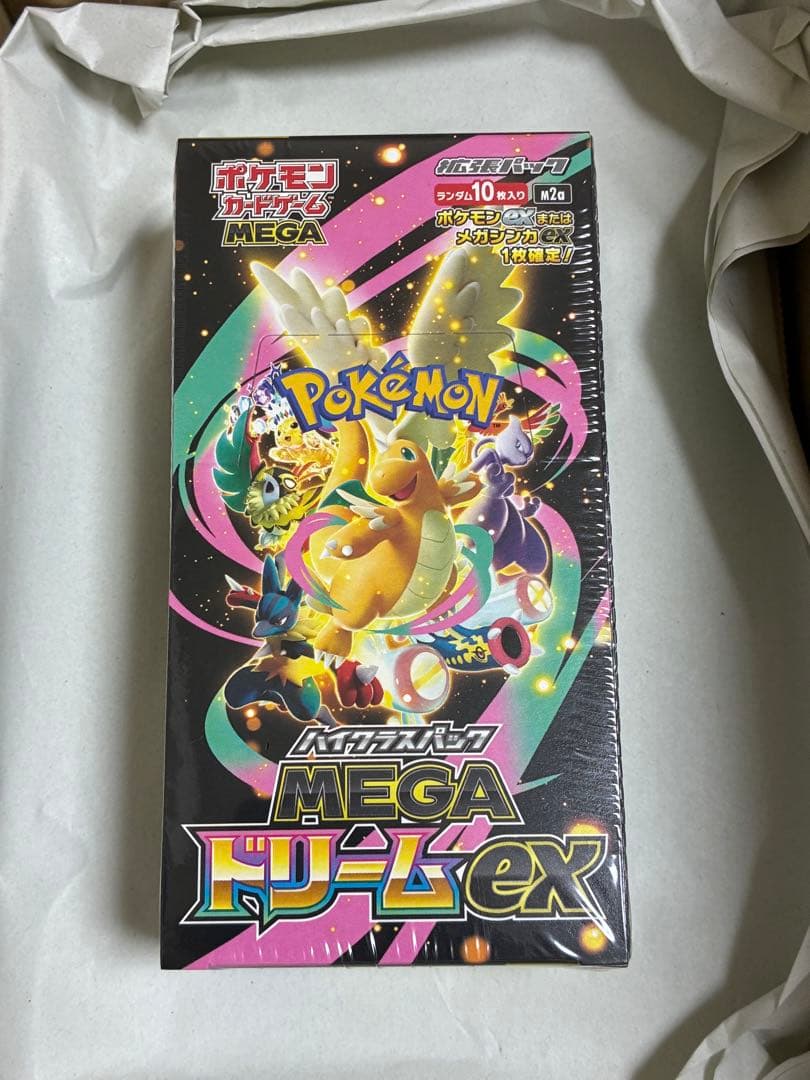 ポケモン
カードゲーム
MEGA
拡張パック
ランダム10枚入り
M2a
ポケモンexまたは
メガシンカex
1枚確定!
POKéMON
TM
ハイクラスパック
MEGA
ドリームex